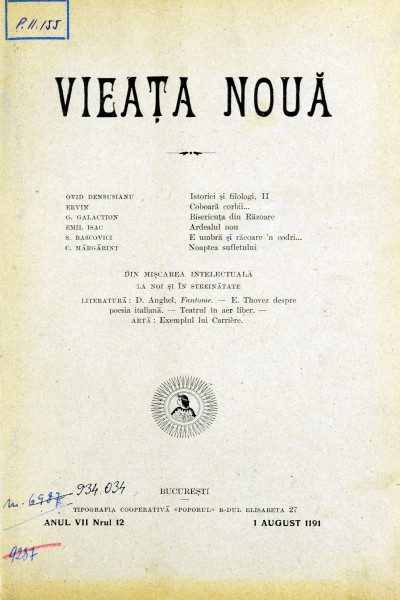 P.II.155
VIEAȚA NOUĂ
OVID DENSUSIANU Istorici și filologi, II
ERVIN Coboară corbii...
G. GALACTION Bisericuța din Răzoare
EMIL ISAC Ardealul nou
S. BASCOVICI E umbră și răcoare 'n codri...
C. MĂRGĂRINT Noaptea sufletului
DIN MIȘCAREA INTELECTUALĂ
LA NOI ȘI ÎN STREINĂTATE
LITERATURĂ : D. Anghel, Fantome. — E. Thovez despre
poesia italiană. — Teatrul în aer liber. —
ARTĂ : Exemplul lui Carrière.
n. 6987 934.034
BUCUREȘTI
TIPOGRAFIA COOPERATIVĂ «POPORUL» B-DUL ELISABETA 27
ANUL VII Nrul 12 1 AUGUST 1191
9287